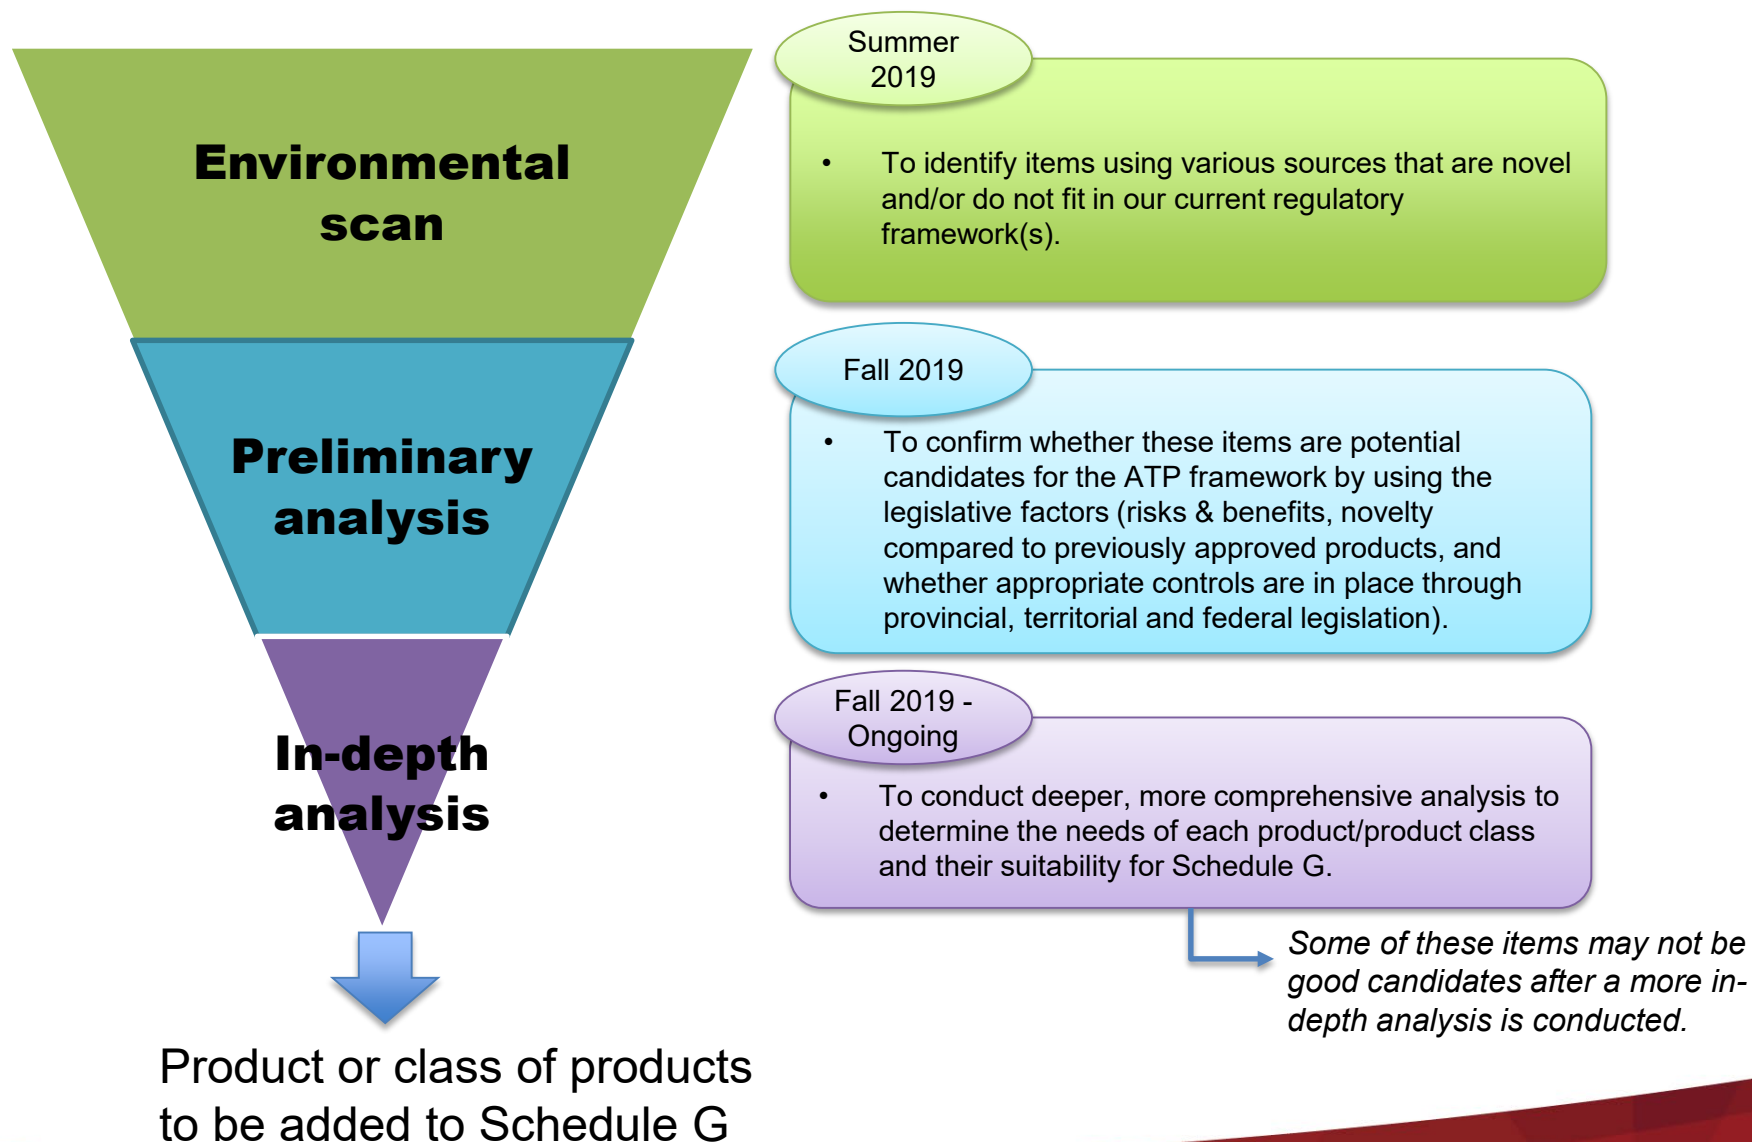 Environmental
scan
Summer
2019
• To identify items using various sources that are novel
and/or do not fit in our current regulatory
framework(s).
Preliminary
analysis
Fall 2019
• To confirm whether these items are potential
candidates for the ATP framework by using the
legislative factors (risks & benefits, novelty
compared to previously approved products, and
whether appropriate controls are in place through
provincial, territorial and federal legislation).
In-depth
analysis
Fall 2019 -
Ongoing
• To conduct deeper, more comprehensive analysis to
determine the needs of each product/product class
and their suitability for Schedule G.
Some of these items may not be
good candidates after a more in-
depth analysis is conducted.
Product or class of products
to be added to Schedule G